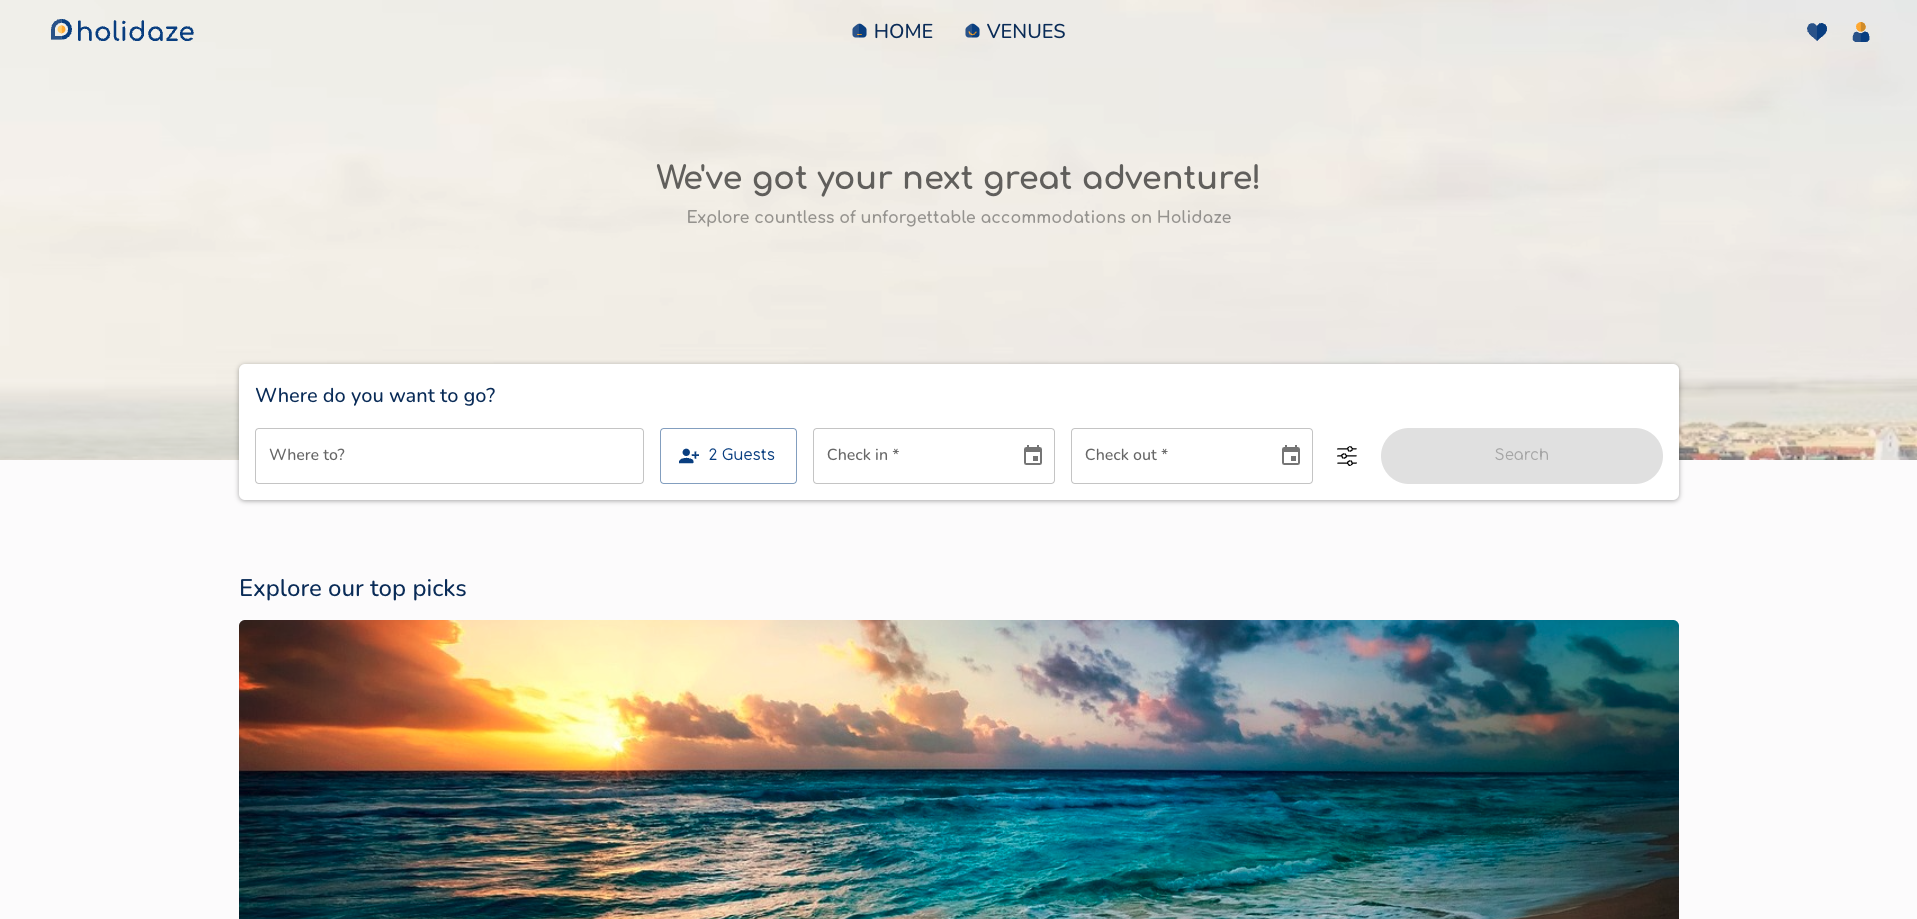 holidaze
HOME
VENUES
We've got your next great adventure!
Explore countless of unforgettable accommodations on Holidaze
Where do you want to go?
Where to?
2 Guests
Check in *
Check out *
Search
Explore our top picks